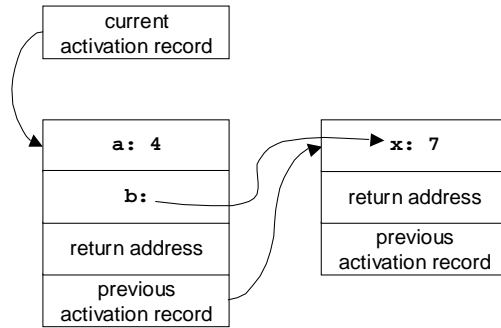 current
activation record
a: 4
b:
return address
previous
activation record
x: 7
return address
previous
activation record